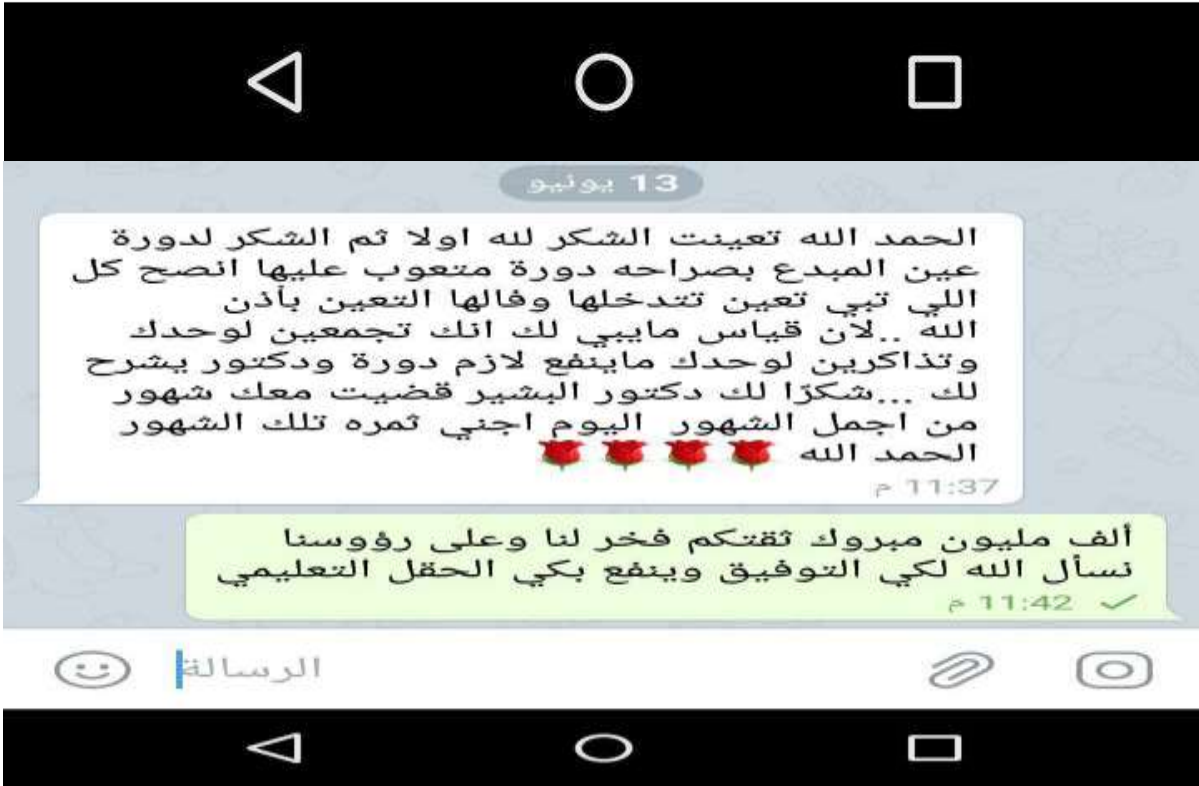 13 يونيو
الحمد الله تعينت الشكر لله اولا ثم الشكر لدورة
عين المبدع بصراحه دورة متعوب عليها انصح كل
اللي تبي تعين تتدخلها وفالها التعين بأذن
الله ..لان قياس مايبي لك انك تجمعين لوحدك
وتذاكرين لوحدك ماينفع لازم دورة ودكتور يشرح
لك ...شكرًا لك دكتور البشير قضيت معك شهور
من اجمل الشهور اليوم اجني ثمره تلك الشهور
الحمد الله 🌹🌹🌹🌹
11:37 م
ألف مليون مبروك ثقتكم فخر لنا وعلى رؤوسنا
نسأل الله لكي التوفيق وينفع بكي الحقل التعليمي
11:42 م
الرسالة